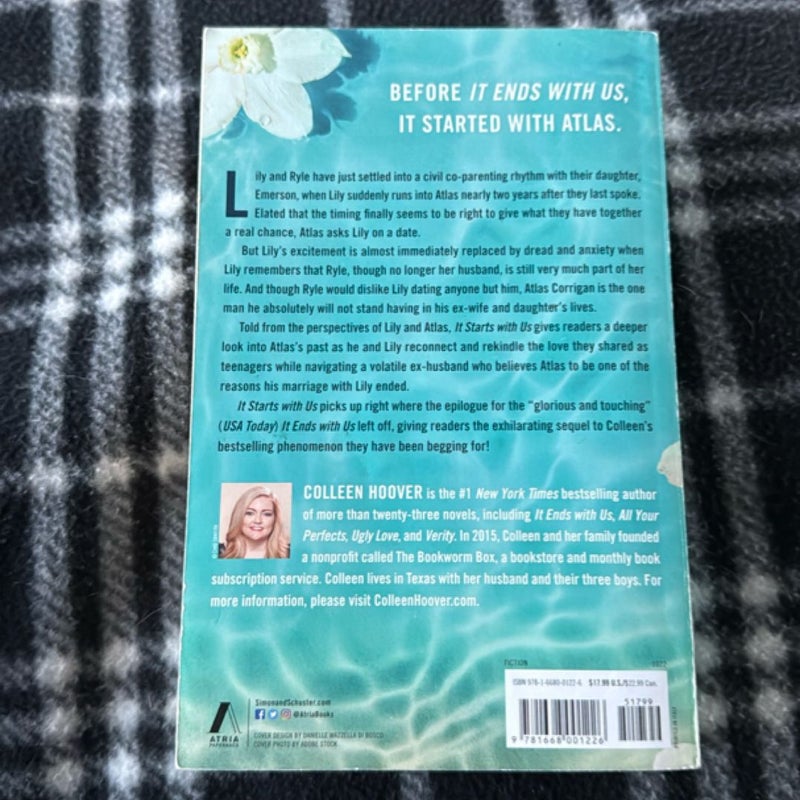 BEFORE IT ENDS WITH US,
IT STARTED WITH ATLAS.
Lily and Ryle have just settled into a civil co-parenting rhythm with their daughter,
Emerson, when Lily suddenly runs into Atlas nearly two years after they last spoke.
Elated that the timing finally seems to be right to give what they have together
a real chance, Atlas asks Lily on a date.
But Lily's excitement is almost immediately replaced by dread and anxiety when
Lily remembers that Ryle, though no longer her husband, is still very much part of her
life. And though Ryle would dislike Lily dating anyone but him, Atlas Corrigan is the one
man he absolutely will not stand having in his ex-wife and daughter's lives.
Told from the perspectives of Lily and Atlas, It Starts with Us gives readers a deeper
look into Atlas's past as he and Lily reconnect and rekindle the love they shared as
teenagers while navigating a volatile ex-husband who believes Atlas to be one of the
reasons his marriage with Lily ended.
It Starts with Us picks up right where the epilogue for the "glorious and touching"
(USA Today) It Ends with Us left off, giving readers the exhilarating sequel to Colleen's
bestselling phenomenon they have been begging for!
COLLEEN HOOVER is the #1 New York Times bestselling author
of more than twenty-three novels, including It Ends with Us, All Your
Perfects, Ugly Love, and Verity. In 2015, Colleen and her family founded
a nonprofit called The Bookworm Box, a bookstore and monthly book
subscription service. Colleen lives in Texas with her husband and their three boys. For
more information, please visit ColleenHoover.com.
FICTION 1022
ISBN 978-1-6680-0122-6 $17.99 U.S./$22.99 Can.
51799
9 781668 001226
ATRIA
PAPERBACK
SimonandSchuster.com
@AtriaBooks
COVER DESIGN BY DANIELLE MAZZELLA DI BOSCO
COVER PHOTO BY ADOBE STOCK